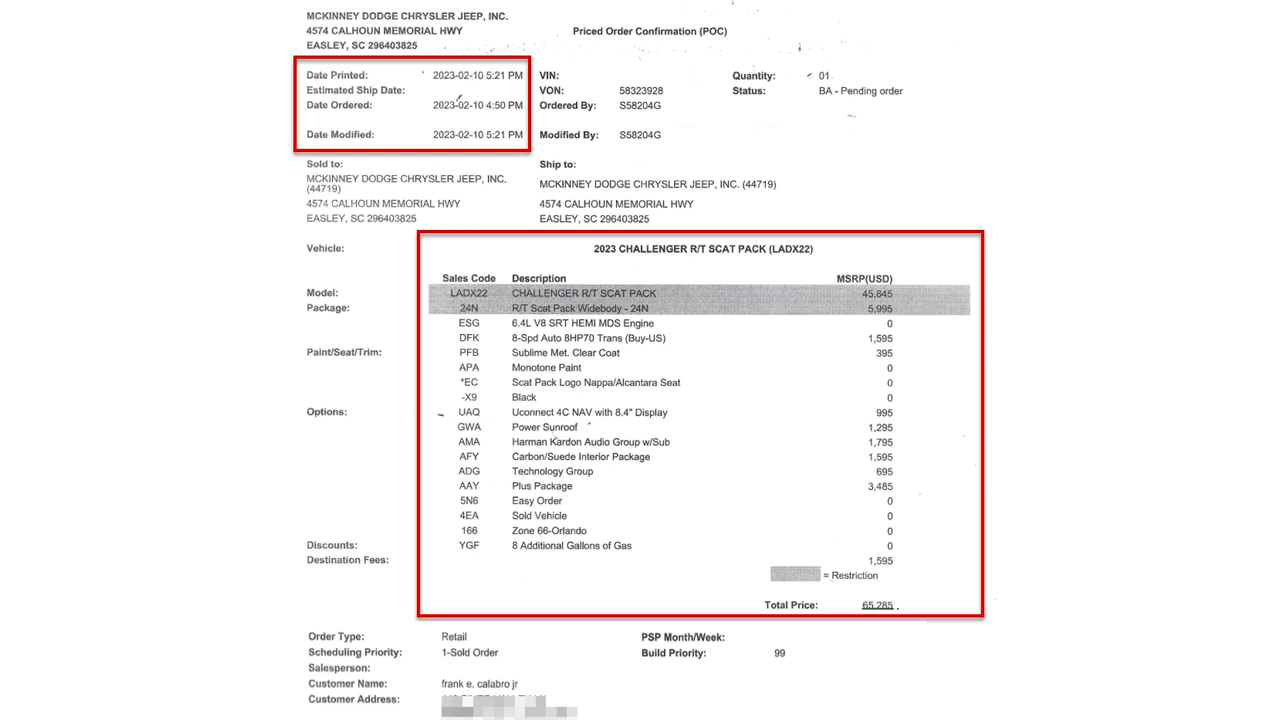 MCKINNEY DODGE CHRYSLER JEEP, INC.
4574 CALHOUN MEMORIAL HWY Priced Order Confirmation (POC)
EASLEY, SC 296403825
Date Printed: 2023-02-10 5:21 PM VIN: Quantity: 01
Estimated Ship Date: VON: 58323928 Status: BA - Pending order
Date Ordered: 2023-02-10 4:50 PM Ordered By: S58204G
Date Modified: 2023-02-10 5:21 PM Modified By: S58204G
Sold to: Ship to:
MCKINNEY DODGE CHRYSLER JEEP, INC. MCKINNEY DODGE CHRYSLER JEEP, INC. (44719)
(44719)
4574 CALHOUN MEMORIAL HWY 4574 CALHOUN MEMORIAL HWY
EASLEY, SC 296403825 EASLEY, SC 296403825
Vehicle: 2023 CHALLENGER R/T SCAT PACK (LADX22)
Sales Code Description MSRP(USD)
Model: LADX22 CHALLENGER R/T SCAT PACK 45,845
Package: 24N R/T Scat Pack Widebody - 24N 5,995
ESG 6.4L V8 SRT HEMI MDS Engine 0
DFK 8-Spd Auto 8HP70 Trans (Buy-US) 1,595
Paint/Seat/Trim: PFB Sublime Met. Clear Coat 395
APA Monotone Paint 0
*EC Scat Pack Logo Nappa/Alcantara Seat 0
-X9 Black 0
Options: UAQ Uconnect 4C NAV with 8.4" Display 995
GWA Power Sunroof 1,295
AMA Harman Kardon Audio Group w/Sub 1,795
AFY Carbon/Suede Interior Package 1,595
ADG Technology Group 695
AAY Plus Package 3,485
5N6 Easy Order 0
4EA Sold Vehicle 0
166 Zone 66-Orlando 0
Discounts: YGF 8 Additional Gallons of Gas 0
Destination Fees: 1,595
= Restriction
Total Price: 65,285
Order Type: Retail PSP Month/Week:
Scheduling Priority: 1-Sold Order Build Priority: 99
Salesperson:
Customer Name: frank e. calabro jr
Customer Address: